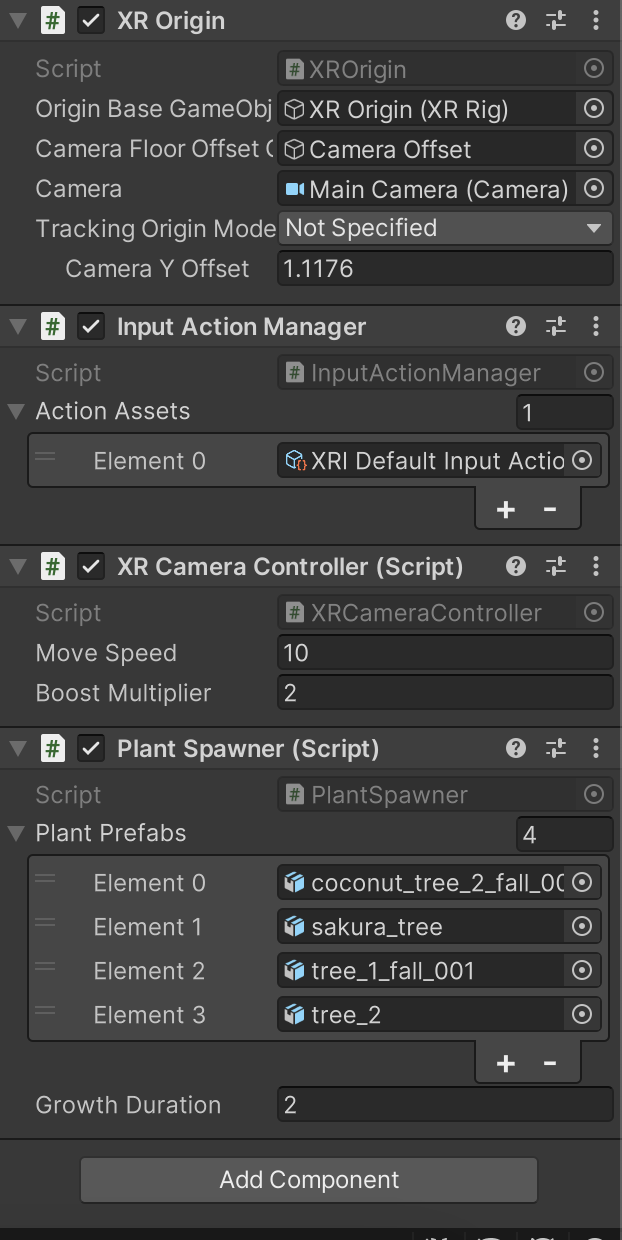 XR Origin
Script XROrigin
Origin Base GameObj XR Origin (XR Rig)
Camera Floor Offset Camera Offset
Camera Main Camera (Camera)
Tracking Origin Mode Not Specified
Camera Y Offset 1.1176
Input Action Manager
Script InputActionManager
Action Assets 1
Element 0 XRI Default Input Actio
XR Camera Controller (Script)
Script XRCameraController
Move Speed 10
Boost Multiplier 2
Plant Spawner (Script)
Script PlantSpawner
Plant Prefabs 4
Element 0 coconut_tree_2_fall_00
Element 1 sakura_tree
Element 2 tree_1_fall_001
Element 3 tree_2
Growth Duration 2
Add Component